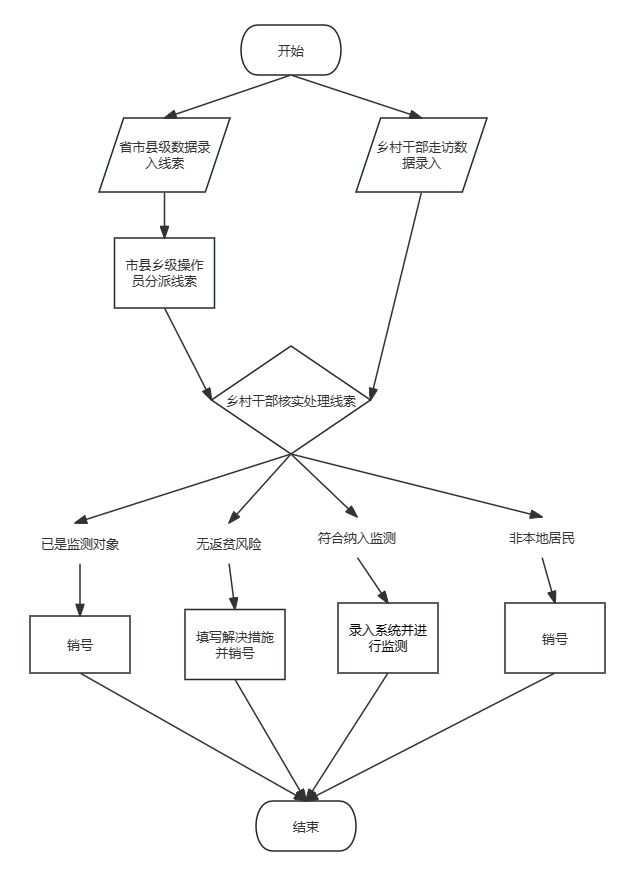 开始
省市县级数据录
入线索
乡村干部走访数
据录入
市县乡级操作
员分派线索
乡村干部核实处理线索
已是监测对象
无返贫风险
符合纳入监测
非本地居民
销号
填写解决措施
并销号
录入系统并进
行监测
销号
结束